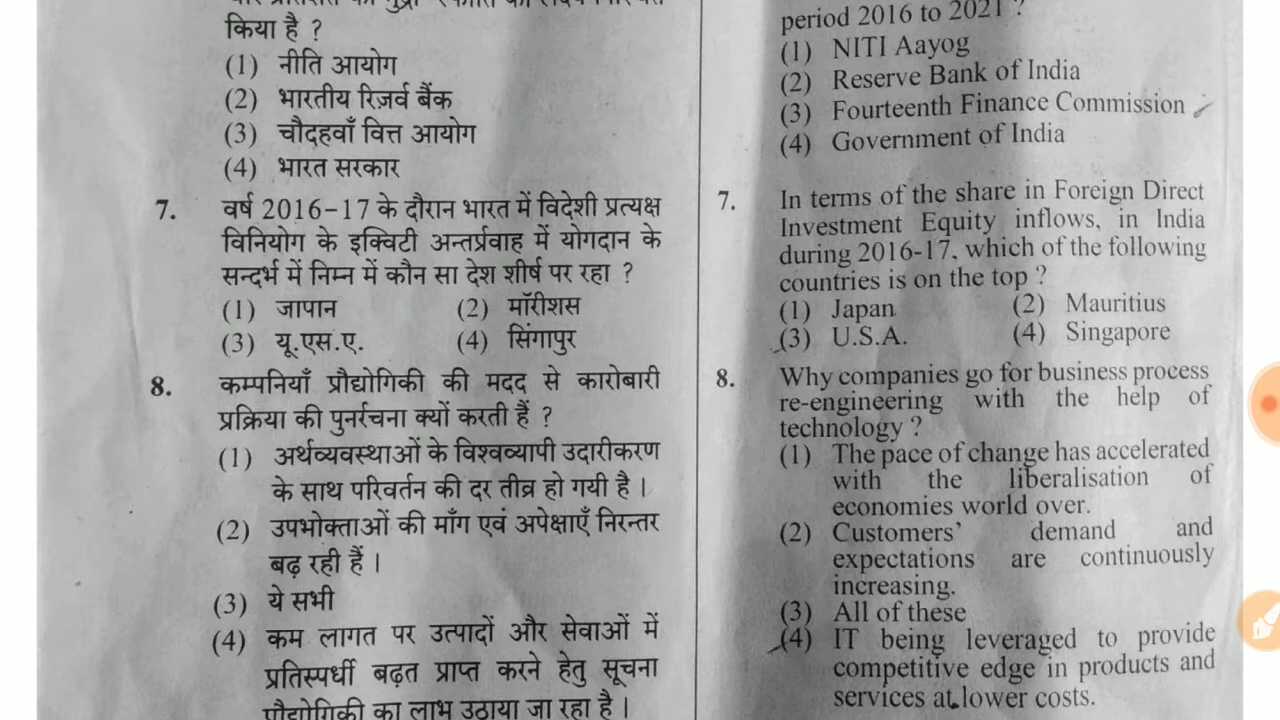 किया है ?
(1) नीति आयोग
(2) भारतीय रिज़र्व बैंक
(3) चौदहवाँ वित्त आयोग
(4) भारत सरकार
7. वर्ष 2016-17 के दौरान भारत में विदेशी प्रत्यक्ष
विनियोग के इक्विटी अन्तर्प्रवाह में योगदान के
सन्दर्भ में निम्न में कौन सा देश शीर्ष पर रहा ?
(1) जापान (2) मॉरीशस
(3) यू.एस.ए. (4) सिंगापुर
8. कम्पनियाँ प्रौद्योगिकी की मदद से कारोबारी
प्रक्रिया की पुनर्रचना क्यों करती हैं ?
(1) अर्थव्यवस्थाओं के विश्वव्यापी उदारीकरण
के साथ परिवर्तन की दर तीव्र हो गयी है ।
(2) उपभोक्ताओं की माँग एवं अपेक्षाएँ निरन्तर
बढ़ रही हैं ।
(3) ये सभी
(4) कम लागत पर उत्पादों और सेवाओं में
प्रतिस्पर्धी बढ़त प्राप्त करने हेतु सूचना
प्रौद्योगिकी का लाभ उठाया जा रहा है ।
period 2016 to 2021 ?
(1) NITI Aayog
(2) Reserve Bank of India
(3) Fourteenth Finance Commission
(4) Government of India
7. In terms of the share in Foreign Direct
Investment Equity inflows, in India
during 2016-17, which of the following
countries is on the top ?
(1) Japan (2) Mauritius
(3) U.S.A. (4) Singapore
8. Why companies go for business process
re-engineering with the help of
technology ?
(1) The pace of change has accelerated
with the liberalisation of
economies world over.
(2) Customers' demand and
expectations are continuously
increasing.
(3) All of these
(4) IT being leveraged to provide
competitive edge in products and
services at lower costs.